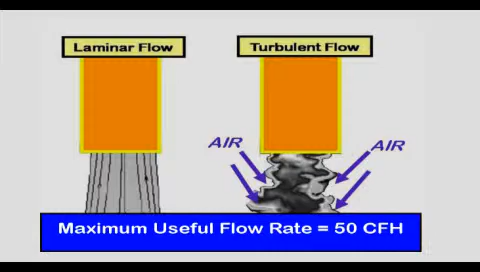 Laminar Flow
Turbulent Flow
AIR
AIR
Maximum Useful Flow Rate = 50 CFH